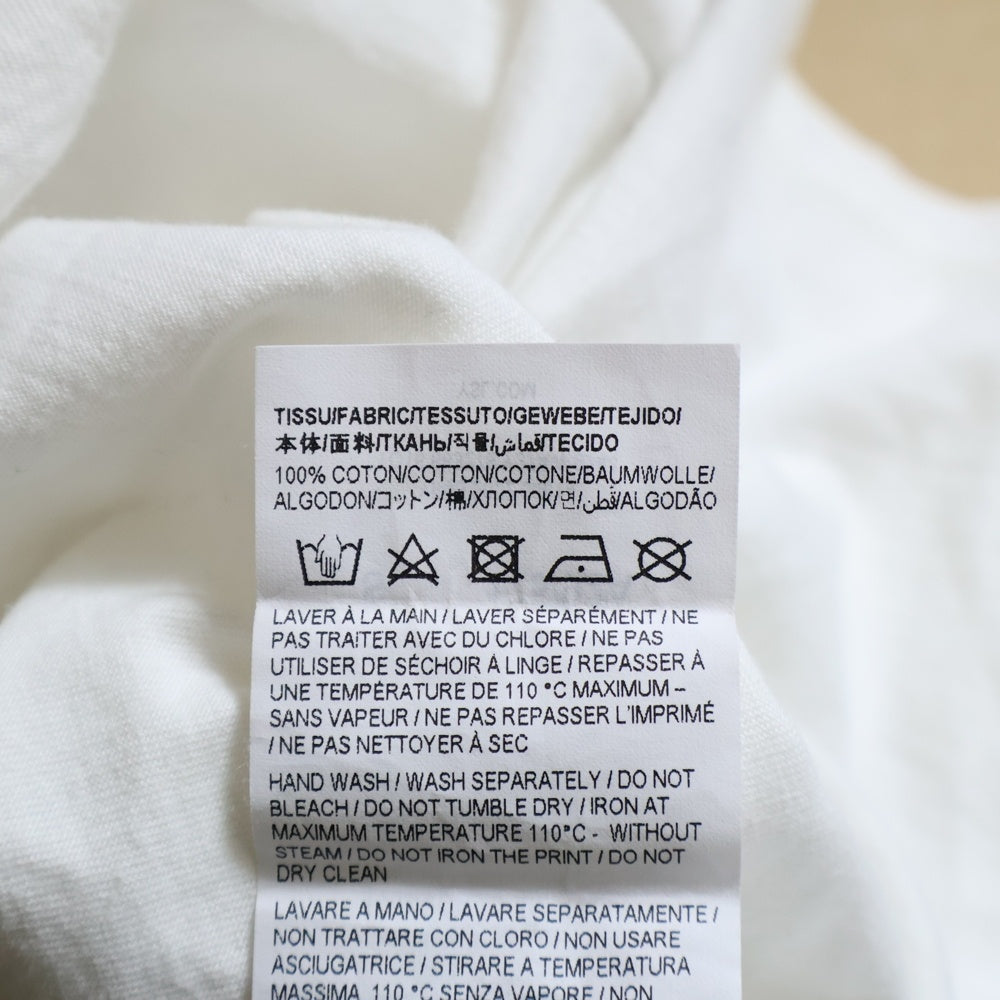 TISSU/FABRIC/TESSUTO/GEWEBE/TEJIDO/
本体/面料/ТКАНЬ/직물/قماش/TECIDO
100% COTON/COTTON/COTONE/BAUMWOLLE/
ALGODON/コットン/棉/ХЛОПОК/면/قطن/ALGODÃO
LAVER À LA MAIN / LAVER SÉPARÉMENT / NE
PAS TRAITER AVEC DU CHLORE / NE PAS
UTILISER DE SÉCHOIR À LINGE / REPASSER À
UNE TEMPÉRATURE DE 110 °C MAXIMUM –
SANS VAPEUR / NE PAS REPASSER L'IMPRIMÉ
/ NE PAS NETTOYER À SEC
HAND WASH / WASH SEPARATELY / DO NOT
BLEACH / DO NOT TUMBLE DRY / IRON AT
MAXIMUM TEMPERATURE 110°C - WITHOUT
STEAM / DO NOT IRON THE PRINT / DO NOT
DRY CLEAN
LAVARE A MANO / LAVARE SEPARATAMENTE /
NON TRATTARE CON CLORO / NON USARE
ASCIUGATRICE / STIRARE A TEMPERATURA
MASSIMA 110 °C SENZA VAPORE / NON